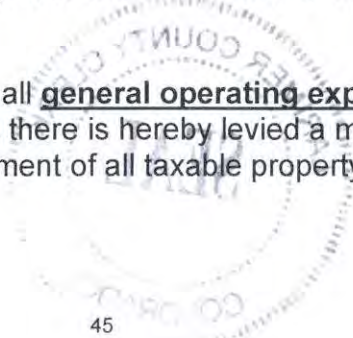 all general operating exp
there is hereby levied a m
ment of all taxable property
45